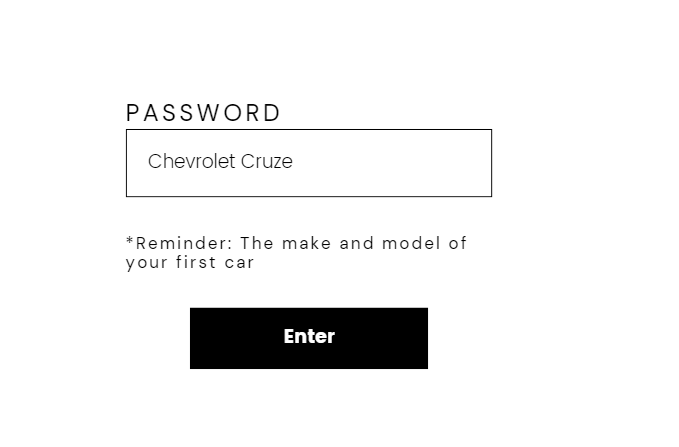 PASSWORD
Chevrolet Cruze
*Reminder: The make and model of
your first car
Enter